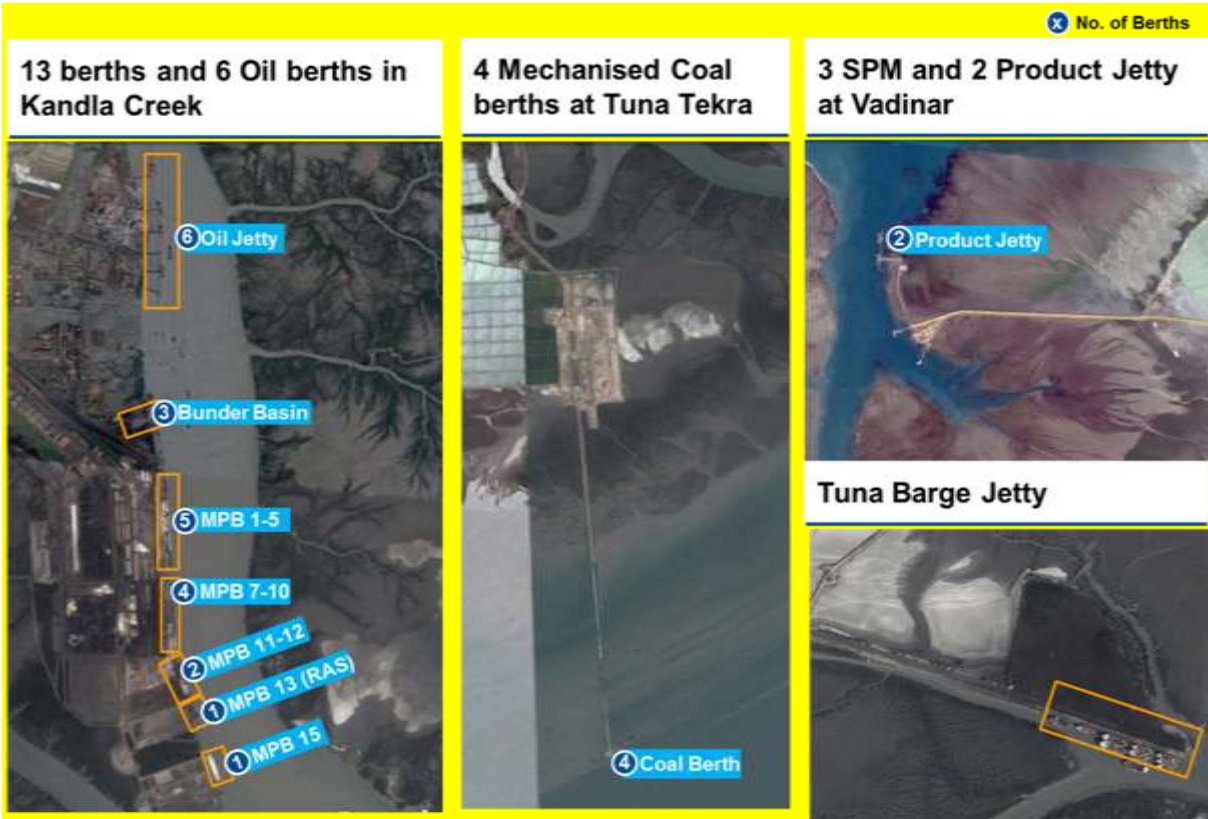 x No. of Berths
13 berths and 6 Oil berths in
Kandla Creek
6 Oil Jetty
3 Bunder Basin
5 MPB 1-5
4 MPB 7-10
2 MPB 11-12
1 MPB 13 (RAS)
1 MPB 15
4 Mechanised Coal
berths at Tuna Tekra
4 Coal Berth
3 SPM and 2 Product Jetty
at Vadinar
2 Product Jetty
Tuna Barge Jetty